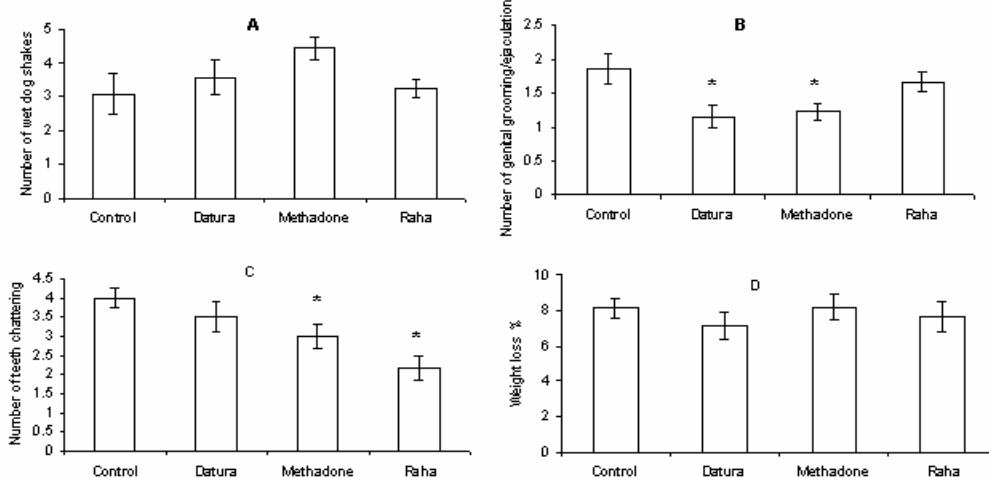 A
Number of wet dog shakes
5
4
3
2
1
0
Control Datura Methadone Raha
B
Number of genital grooming/ejaculation
2.5
2
* *
1.5
1
0.5
0
Control Datura Methadone Raha
C
Number of teeth chattering
4.5
4
*
3.5
3
*
2.5
2
1.5
1
0.5
0
Control Datura Methadone Raha
D
Weight loss %
10
8
6
4
2
0
Control Datura Methadone Raha